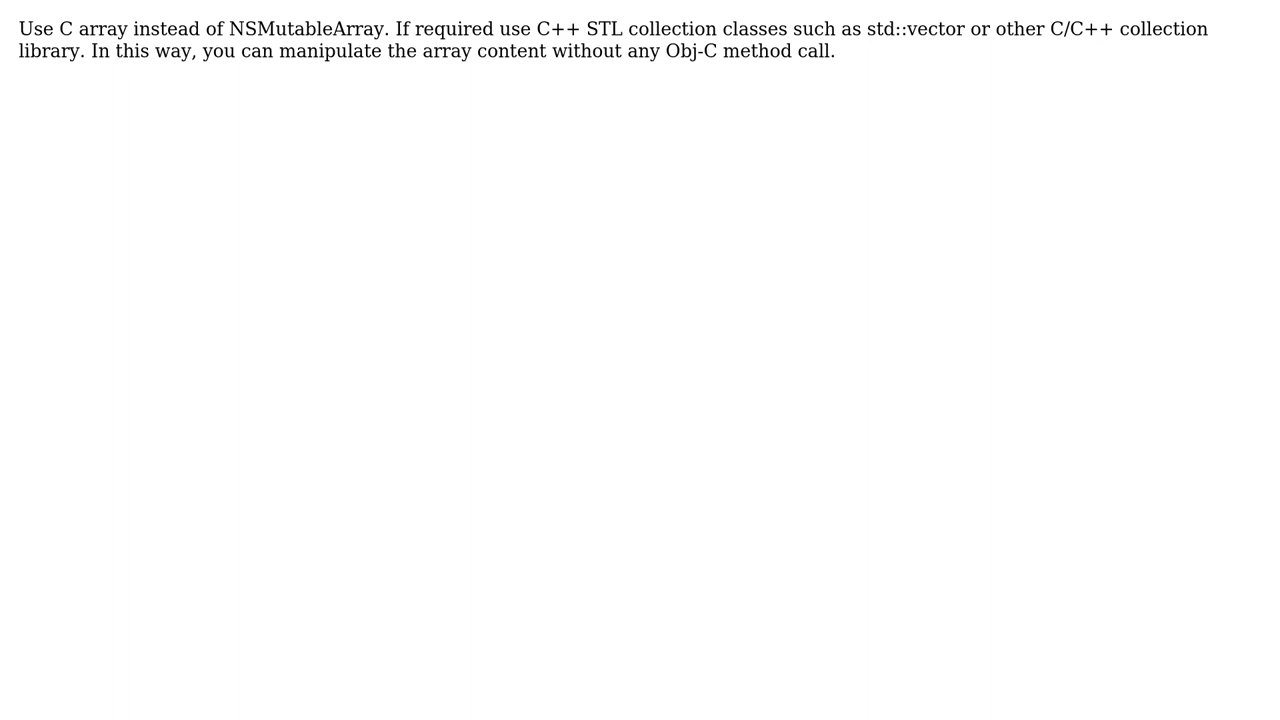 Use C array instead of NSMutableArray. If required use C++ STL collection classes such as std::vector or other C/C++ collection
library. In this way, you can manipulate the array content without any Obj-C method call.